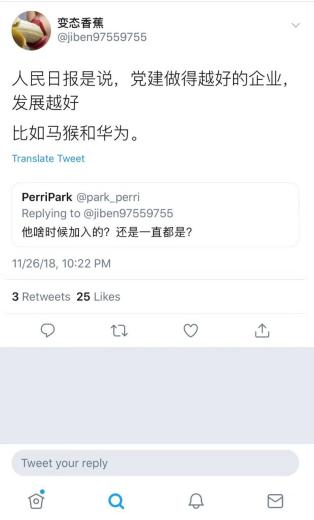 变态香蕉
@jiben97559755
人民日报是说，党建做得越好的企业，
发展越好
比如马猴和华为。
Translate Tweet
PerriPark @park_perri
Replying to @jiben97559755
他啥时候加入的？还是一直都是？
11/26/18, 10:22 PM
3 Retweets 25 Likes
Tweet your reply